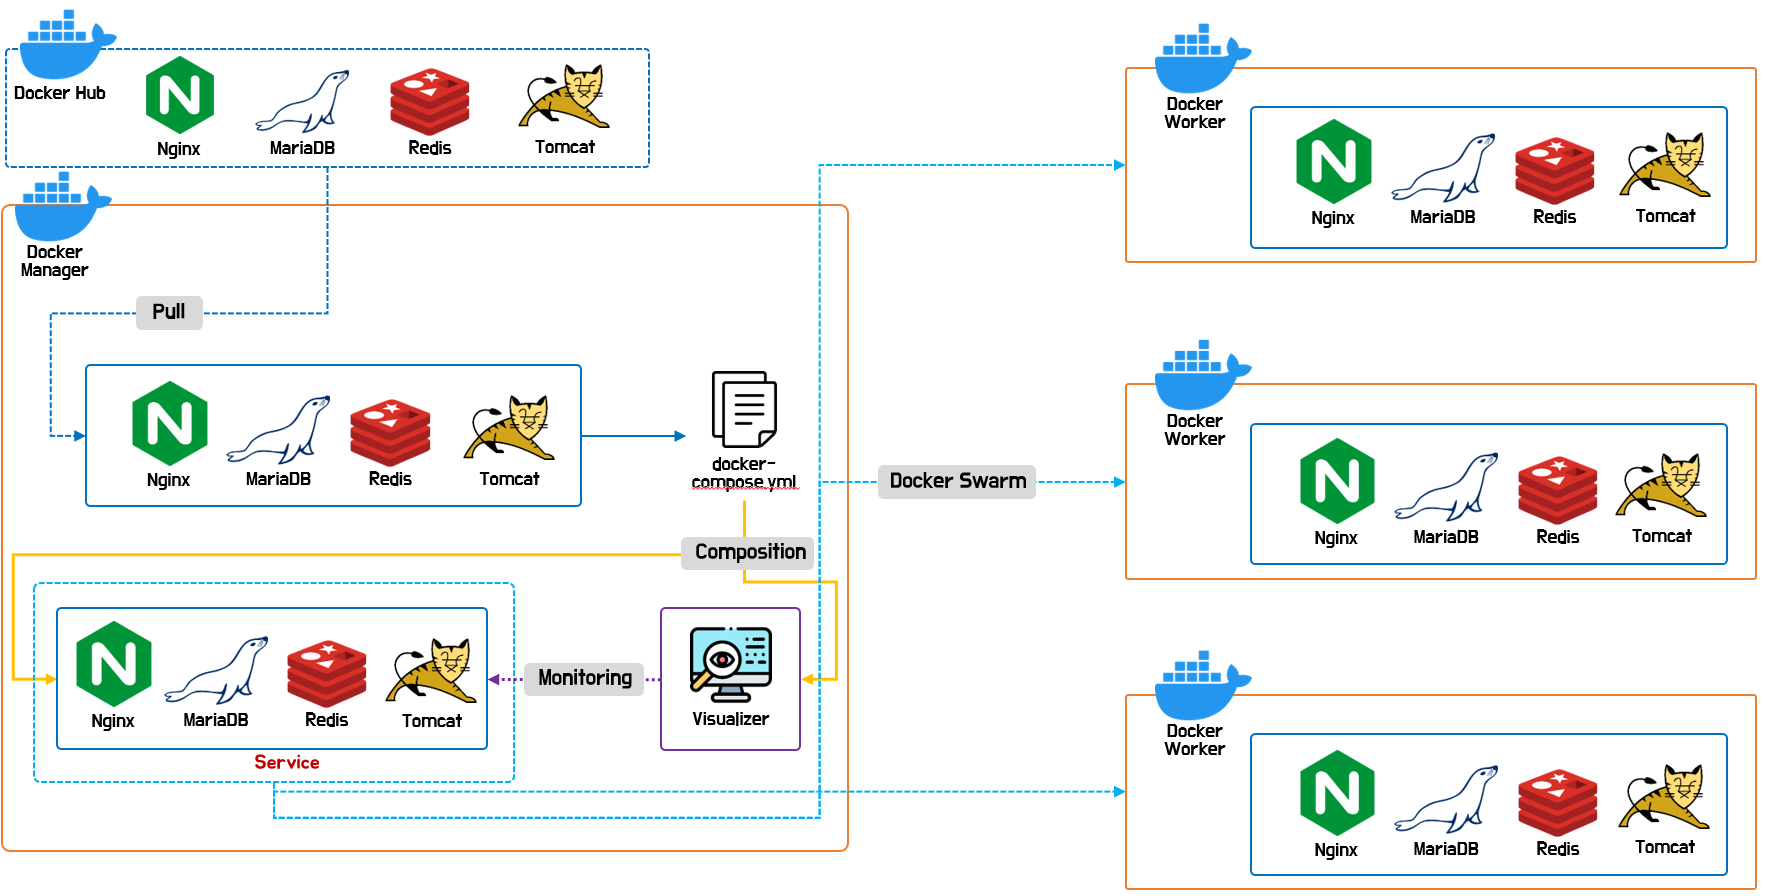 Docker Hub
Nginx
MariaDB
Redis
Tomcat
Docker
Manager
Pull
Nginx
MariaDB
Redis
Tomcat
docker-
compose.yml
Composition
Nginx
MariaDB
Redis
Tomcat
Service
Monitoring
Visualizer
Docker Swarm
Docker
Worker
Nginx
MariaDB
Redis
Tomcat
Docker
Worker
Nginx
MariaDB
Redis
Tomcat
Docker
Worker
Nginx
MariaDB
Redis
Tomcat